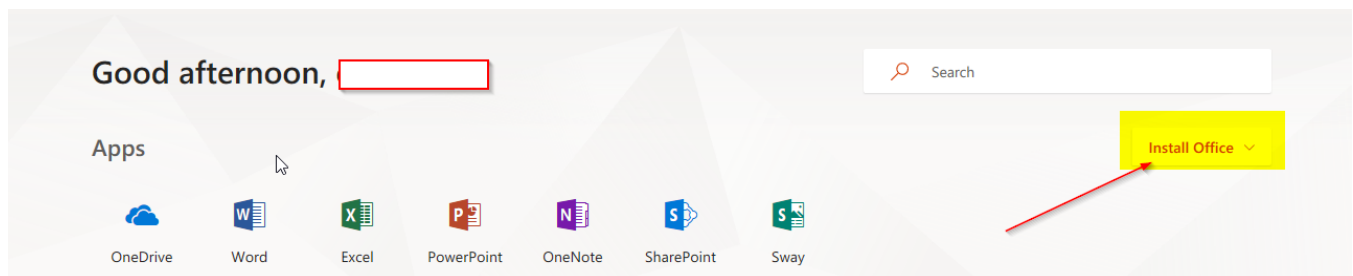 Good afternoon,
Search
Apps
Install Office
OneDrive Word Excel PowerPoint OneNote SharePoint Sway